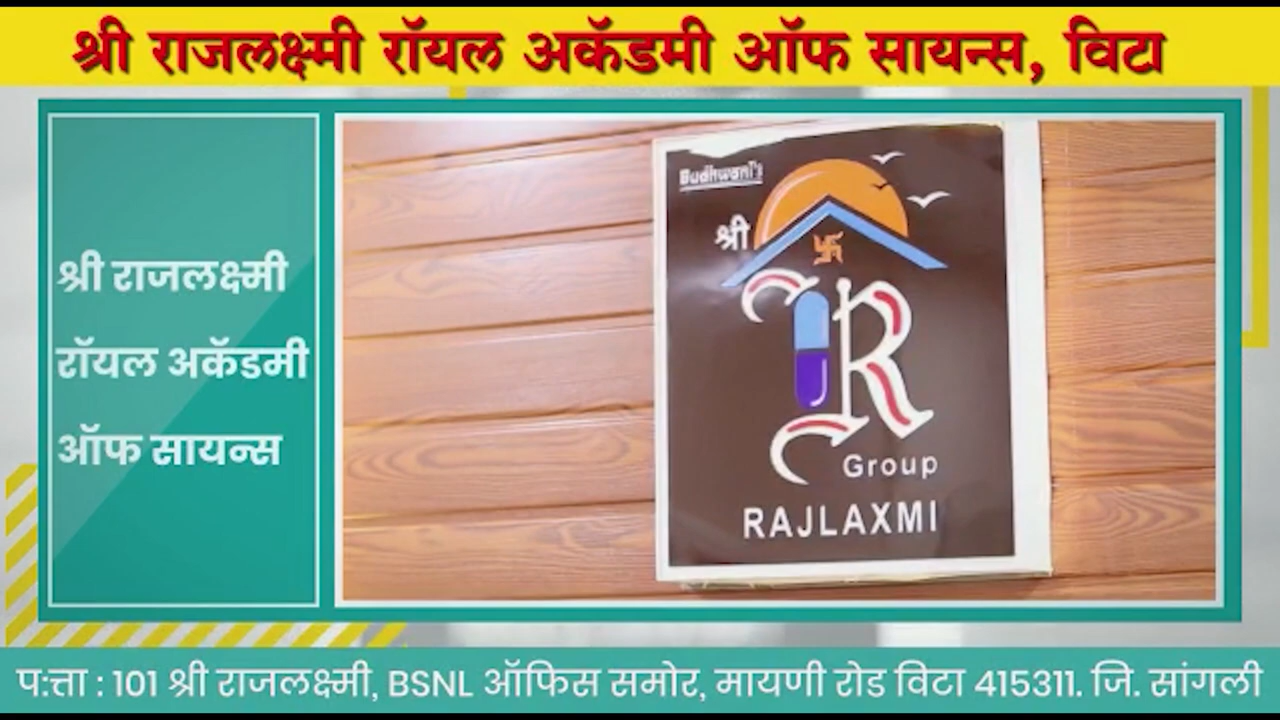 श्री राजलक्ष्मी रॉयल अकॅडमी ऑफ सायन्स, विटा
श्री राजलक्ष्मी
रॉयल अकॅडमी
ऑफ सायन्स
Budhwani's
श्री
R
Group
RAJLAXMI
प:त्ता : 101 श्री राजलक्ष्मी, BSNL ऑफिस समोर, मायणी रोड विटा 415311. जि. सांगली